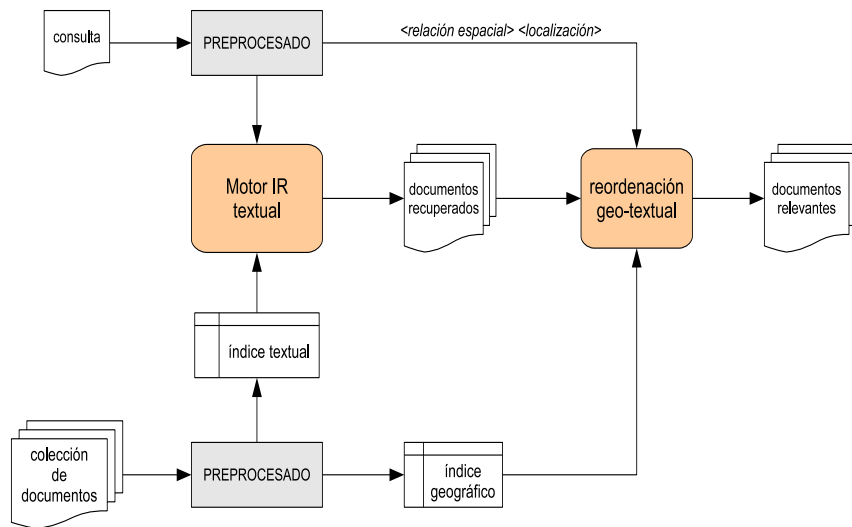 consulta
PREPROCESADO
<relación espacial> <localización>
Motor IR
textual
documentos
recuperados
reordenación
geo-textual
documentos
relevantes
índice textual
colección
de
documentos
PREPROCESADO
índice
geográfico